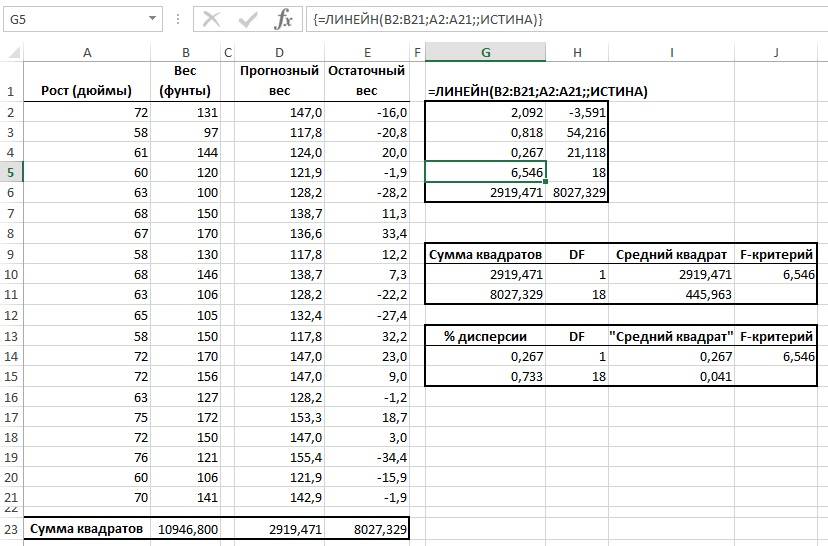 G5 {=ЛИНЕЙН(B2:B21;A2:A21;;ИСТИНА)}
A B C D E F G H I J
Вес Прогнозный Остаточный
1 Рост (дюймы) (фунты) вес вес =ЛИНЕЙН(B2:B21;A2:A21;;ИСТИНА)
2 72 131 147,0 -16,0 2,092 -3,591
3 58 97 117,8 -20,8 0,818 54,216
4 61 144 124,0 20,0 0,267 21,118
5 60 120 121,9 -1,9 6,546 18
6 63 100 128,2 -28,2 2919,471 8027,329
7 68 150 138,7 11,3
8 67 170 136,6 33,4
9 58 130 117,8 12,2 Сумма квадратов DF Средний квадрат F-критерий
10 68 146 138,7 7,3 2919,471 1 2919,471 6,546
11 63 106 128,2 -22,2 8027,329 18 445,963
12 65 105 132,4 -27,4
13 58 150 117,8 32,2 % дисперсии DF "Средний квадрат" F-критерий
14 72 170 147,0 23,0 0,267 1 0,267 6,546
15 72 156 147,0 9,0 0,733 18 0,041
16 63 127 128,2 -1,2
17 75 172 153,3 18,7
18 72 150 147,0 3,0
19 76 121 155,4 -34,4
20 60 106 121,9 -15,9
21 70 141 142,9 -1,9
22
23 Сумма квадратов 10946,800 2919,471 8027,329